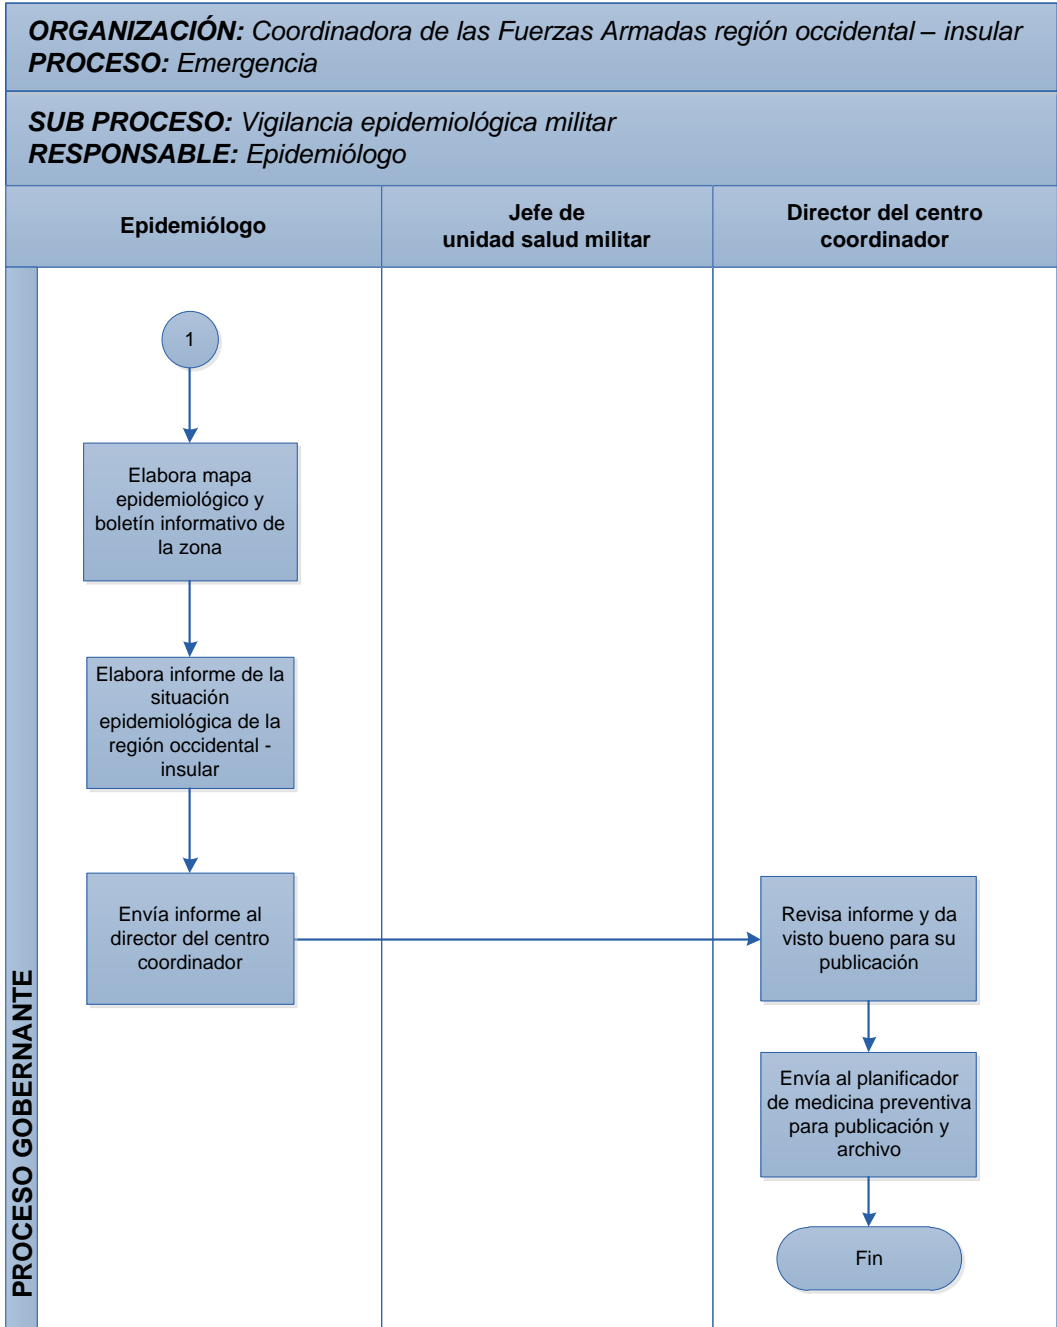 ORGANIZACIÓN: Coordinadora de las Fuerzas Armadas región occidental – insular
PROCESO: Emergencia
SUB PROCESO: Vigilancia epidemiológica militar
RESPONSABLE: Epidemiólogo
Epidemiólogo
Jefe de
unidad salud militar
Director del centro
coordinador
PROCESO GOBERNANTE
1
Elabora mapa
epidemiológico y
boletín informativo de
la zona
Elabora informe de la
situación
epidemiológica de la
región occidental -
insular
Envía informe al
director del centro
coordinador
Revisa informe y da
visto bueno para su
publicación
Envía al planificador
de medicina preventiva
para publicación y
archivo
Fin